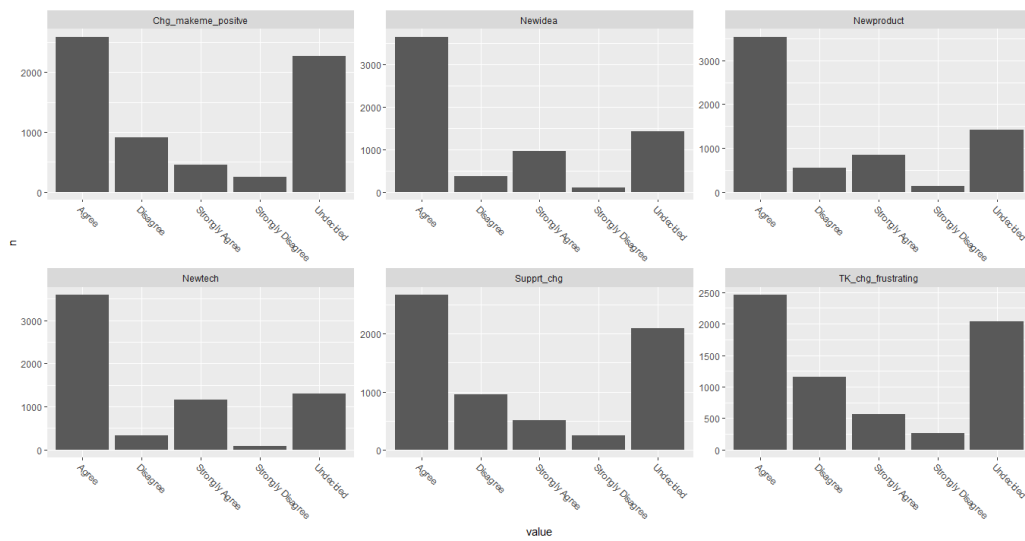 Chg_makeme_positve
Newidea
Newproduct
2000
1000
0
3000
2000
1000
0
3000
2000
1000
0
Agree
Disagree
Strongly Agree
Strongly Disagree
Undecided
Agree
Disagree
Strongly Agree
Strongly Disagree
Undecided
Agree
Disagree
Strongly Agree
Strongly Disagree
Undecided
n
Newtech
Supprt_chg
TK_chg_frustrating
3000
2000
1000
0
2000
1000
0
2500
2000
1500
1000
500
0
Agree
Disagree
Strongly Agree
Strongly Disagree
Undecided
Agree
Disagree
Strongly Agree
Strongly Disagree
Undecided
Agree
Disagree
Strongly Agree
Strongly Disagree
Undecided
value